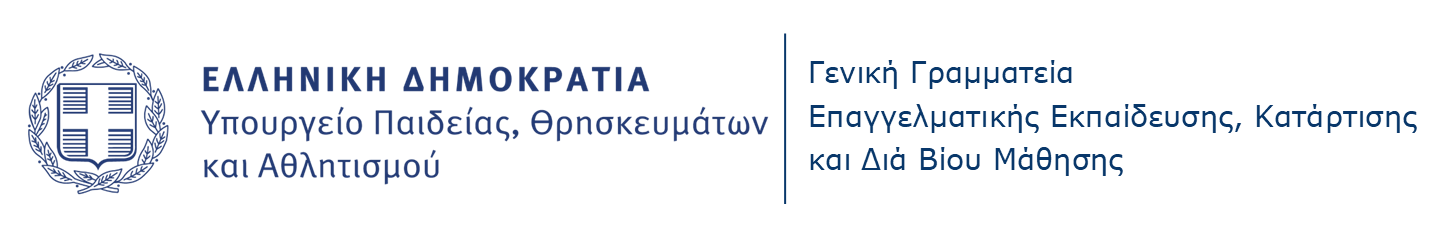 ΕΛΛΗΝΙΚΗ ΔΗΜΟΚΡΑΤΙΑ
Υπουργείο Παιδείας, Θρησκευμάτων
και Αθλητισμού
Γενική Γραμματεία
Επαγγελματικής Εκπαίδευσης, Κατάρτισης
και Διά Βίου Μάθησης